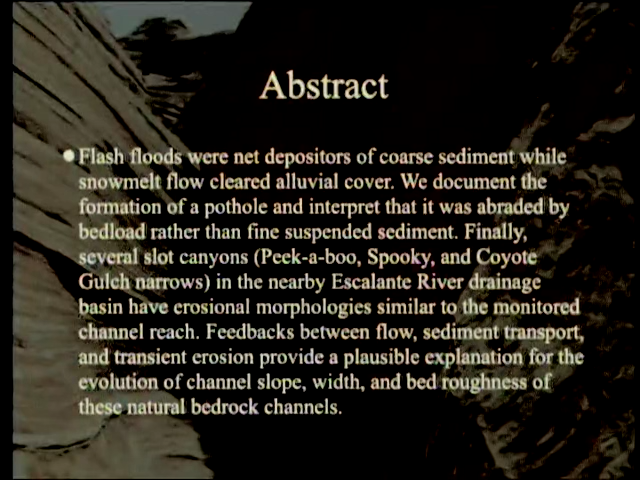 Abstract
Flash floods were net depositors of coarse sediment while
snowmelt flow cleared alluvial cover. We document the
formation of a pothole and interpret that it was abraded by
bedload rather than fine suspended sediment. Finally,
several slot canyons (Peek-a-boo, Spooky, and Coyote
Gulch narrows) in the nearby Escalante River drainage
basin have erosional morphologies similar to the monitored
channel reach. Feedbacks between flow, sediment transport,
and transient erosion provide a plausible explanation for the
evolution of channel slope, width, and bed roughness of
these natural bedrock channels.